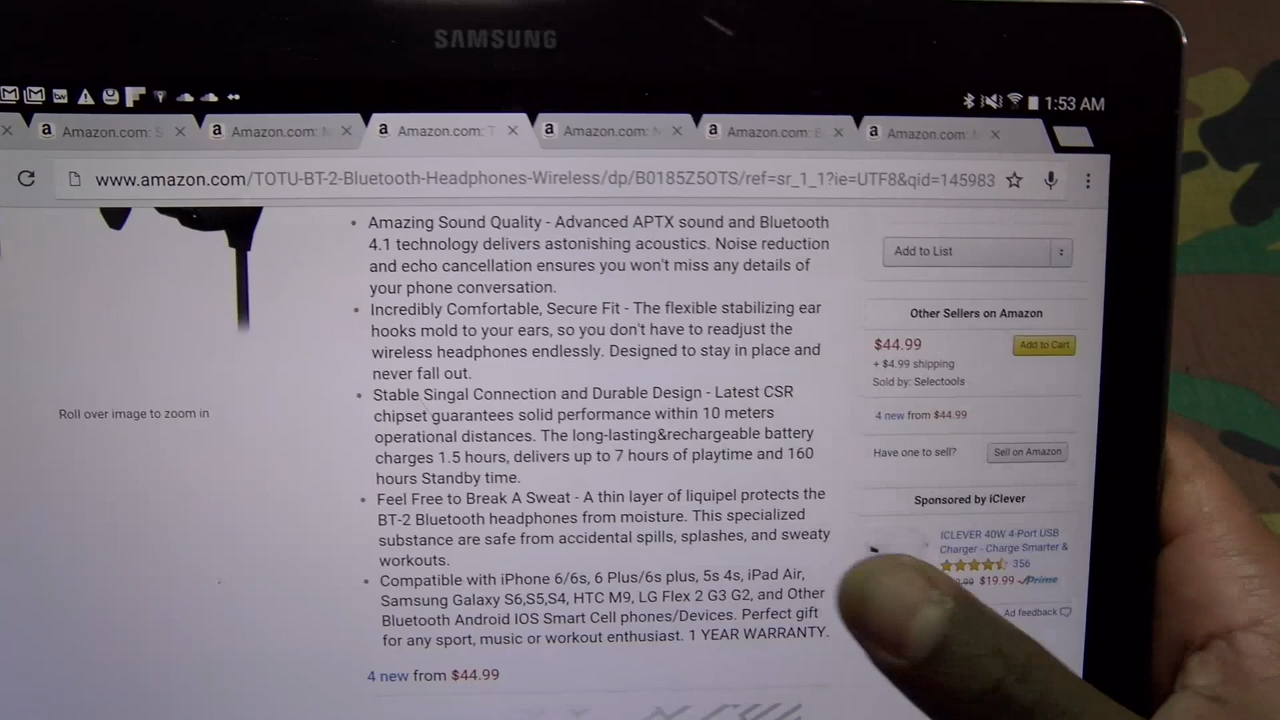 SAMSUNG
1:53 AM
Amazon.com: S
Amazon.com:
Amazon.com: T
Amazon.com:
Amazon.com:
Amazon.com:
www.amazon.com/TOTU-BT-2-Bluetooth-Headphones-Wireless/dp/B0185Z5OTS/ref=sr_1_1?ie=UTF8&qid=145983
Roll over image to zoom in
• Amazing Sound Quality - Advanced APTX sound and Bluetooth
4.1 technology delivers astonishing acoustics. Noise reduction
and echo cancellation ensures you won't miss any details of
your phone conversation.
• Incredibly Comfortable, Secure Fit - The flexible stabilizing ear
hooks mold to your ears, so you don't have to readjust the
wireless headphones endlessly. Designed to stay in place and
never fall out.
• Stable Singal Connection and Durable Design - Latest CSR
chipset guarantees solid performance within 10 meters
operational distances. The long-lasting&rechargeable battery
charges 1.5 hours, delivers up to 7 hours of playtime and 160
hours Standby time.
• Feel Free to Break A Sweat - A thin layer of liquipel protects the
BT-2 Bluetooth headphones from moisture. This specialized
substance are safe from accidental spills, splashes, and sweaty
workouts.
• Compatible with iPhone 6/6s, 6 Plus/6s plus, 5s 4s, iPad Air,
Samsung Galaxy S6,S5,S4, HTC M9, LG Flex 2 G3 G2, and Other
Bluetooth Android IOS Smart Cell phones/Devices. Perfect gift
for any sport, music or workout enthusiast. 1 YEAR WARRANTY.
4 new from $44.99
Add to List
Other Sellers on Amazon
$44.99
Add to Cart
+ $4.99 shipping
Sold by: Selectools
4 new from $44.99
Have one to sell?
Sell on Amazon
Sponsored by iClever
ICLEVER 40W 4-Port USB
Charger - Charge Smarter &
356
$19.99 Prime
Ad feedback